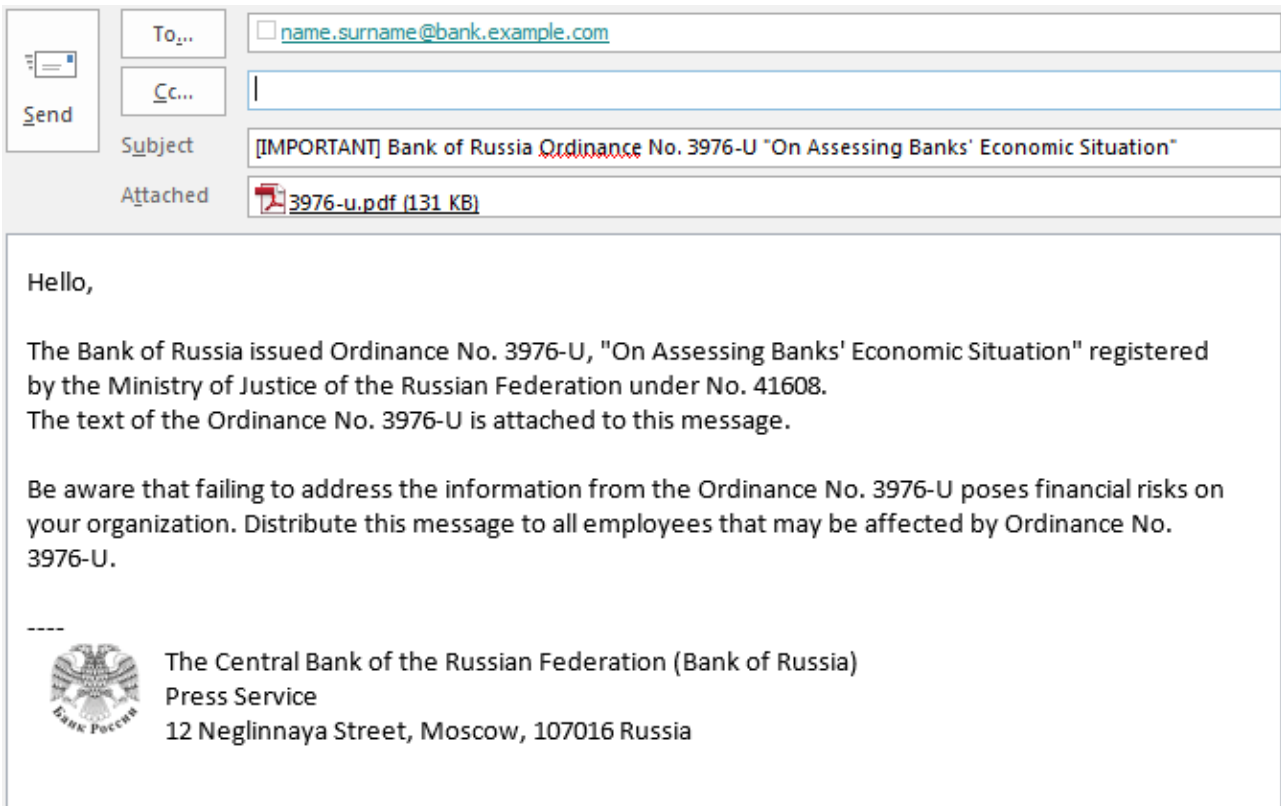 To...
name.surname@bank.example.com
Cc...
Send
Subject
[IMPORTANT] Bank of Russia Ordinance No. 3976-U "On Assessing Banks' Economic Situation"
Attached
3976-u.pdf (131 KB)
Hello,
The Bank of Russia issued Ordinance No. 3976-U, "On Assessing Banks' Economic Situation" registered
by the Ministry of Justice of the Russian Federation under No. 41608.
The text of the Ordinance No. 3976-U is attached to this message.
Be aware that failing to address the information from the Ordinance No. 3976-U poses financial risks on
your organization. Distribute this message to all employees that may be affected by Ordinance No.
3976-U.
----
The Central Bank of the Russian Federation (Bank of Russia)
Press Service
12 Neglinnaya Street, Moscow, 107016 Russia
Банк России